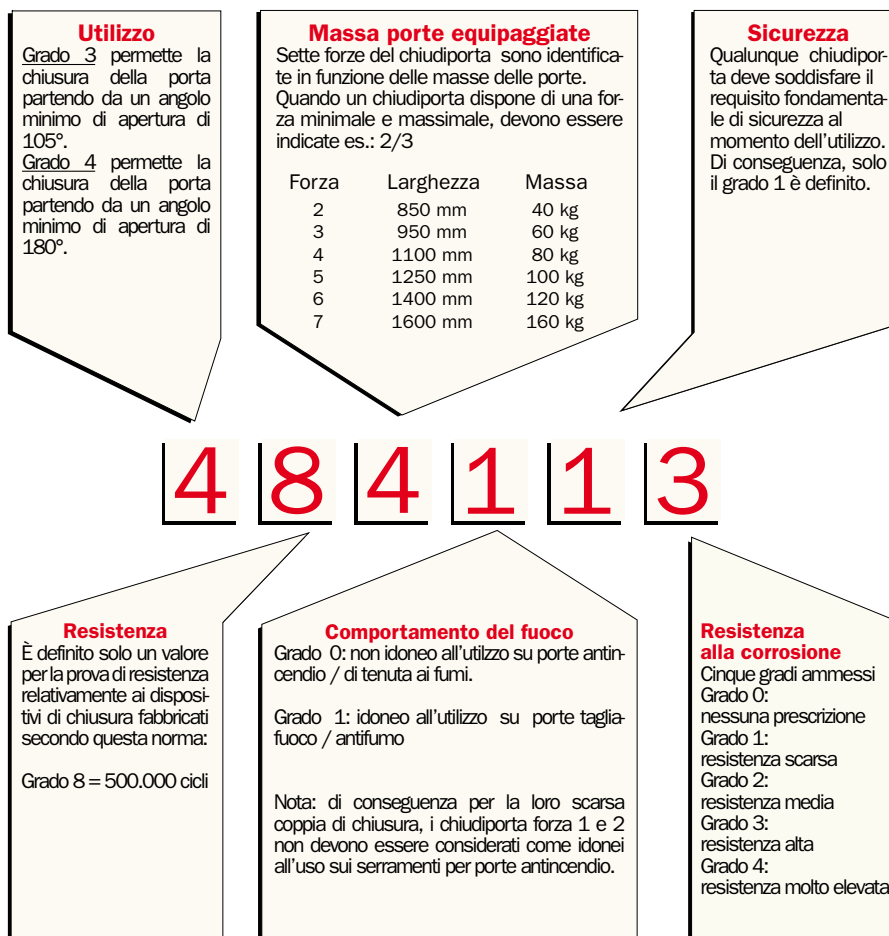 Utilizzo
Grado 3 permette la
chiusura della porta
partendo da un angolo
minimo di apertura di
105°.
Grado 4 permette la
chiusura della porta
partendo da un angolo
minimo di apertura di
180°.
Massa porte equipaggiate
Sette forze del chiudiporta sono identifica-
te in funzione delle masse delle porte.
Quando un chiudiporta dispone di una for-
za minimale e massimale, devono essere
indicate es.: 2/3
Forza Larghezza Massa
2 850 mm 40 kg
3 950 mm 60 kg
4 1100 mm 80 kg
5 1250 mm 100 kg
6 1400 mm 120 kg
7 1600 mm 160 kg
Sicurezza
Qualunque chiudipor-
ta deve soddisfare il
requisito fondamenta-
le di sicurezza al
momento dell'utilizzo.
Di conseguenza, solo
il grado 1 è definito.
4 8 4 1 1 3
Resistenza
È definito solo un valore
per la prova di resistenza
relativamente ai disposi-
tivi di chiusura fabbricati
secondo questa norma:
Grado 8 = 500.000 cicli
Comportamento del fuoco
Grado 0: non idoneo all'utilzzo su porte antin-
cendio / di tenuta ai fumi.
Grado 1: idoneo all'utilizzo su porte taglia-
fuoco / antifumo
Nota: di conseguenza per la loro scarsa
coppia di chiusura, i chiudiporta forza 1 e 2
non devono essere considerati come idonei
all'uso sui serramenti per porte antincendio.
Resistenza
alla corrosione
Cinque gradi ammessi
Grado 0:
nessuna prescrizione
Grado 1:
resistenza scarsa
Grado 2:
resistenza media
Grado 3:
resistenza alta
Grado 4:
resistenza molto elevata